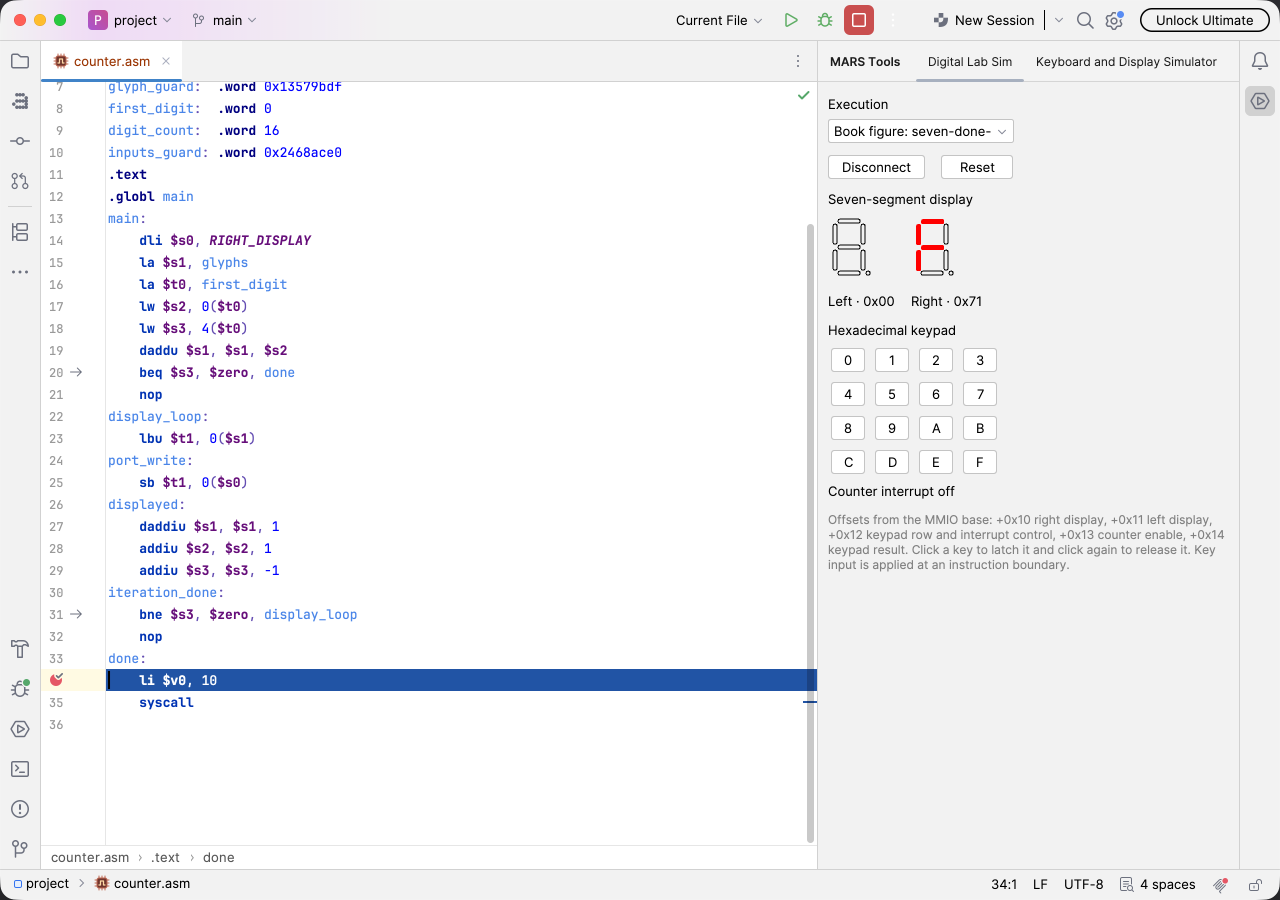 P project main Current File New Session Unlock Ultimate
counter.asm
MARS Tools Digital Lab Sim Keyboard and Display Simulator
7 glyph_guard: .word 0x13579bdf
8 first_digit: .word 0
9 digit_count: .word 16
10 inputs_guard: .word 0x2468ace0
11 .text
12 .globl main
13 main:
14 dli $s0, RIGHT_DISPLAY
15 la $s1, glyphs
16 la $t0, first_digit
17 lw $s2, 0($t0)
18 lw $s3, 4($t0)
19 daddu $s1, $s1, $s2
20 beq $s3, $zero, done
21 nop
22 display_loop:
23 lbu $t1, 0($s1)
24 port_write:
25 sb $t1, 0($s0)
26 displayed:
27 daddiu $s1, $s1, 1
28 addiu $s2, $s2, 1
29 addiu $s3, $s3, -1
30 iteration_done:
31 bne $s3, $zero, display_loop
32 nop
33 done:
li $v0, 10
35 syscall
36
Execution
Book figure: seven-done-
Disconnect Reset
Seven-segment display
Left · 0x00 Right · 0x71
Hexadecimal keypad
0 1 2 3
4 5 6 7
8 9 A B
C D E F
Counter interrupt off
Offsets from the MMIO base: +0x10 right display, +0x11 left display,
+0x12 keypad row and interrupt control, +0x13 counter enable, +0x14
keypad result. Click a key to latch it and click again to release it. Key
input is applied at an instruction boundary.
counter.asm › .text › done
project › counter.asm
34:1 LF UTF-8 4 spaces